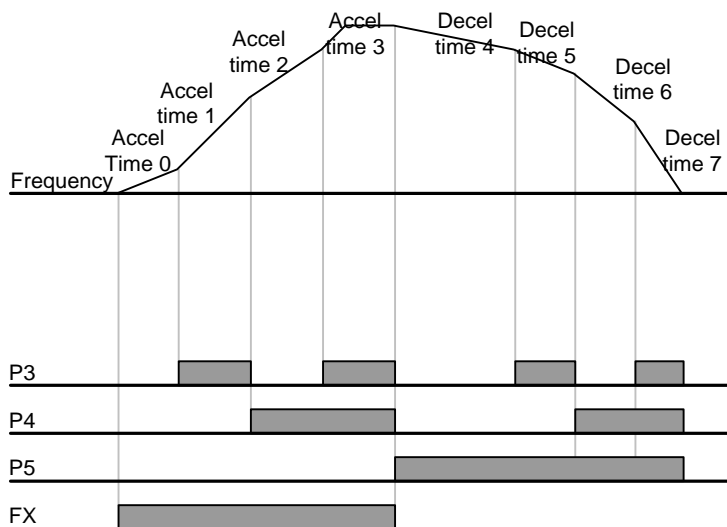 Accel
time 3
Decel
time 4
Decel
time 5
Accel
time 2
Decel
time 6
Accel
time 1
Accel
Time 0
Decel
time 7
Frequency
P3
P4
P5
FX